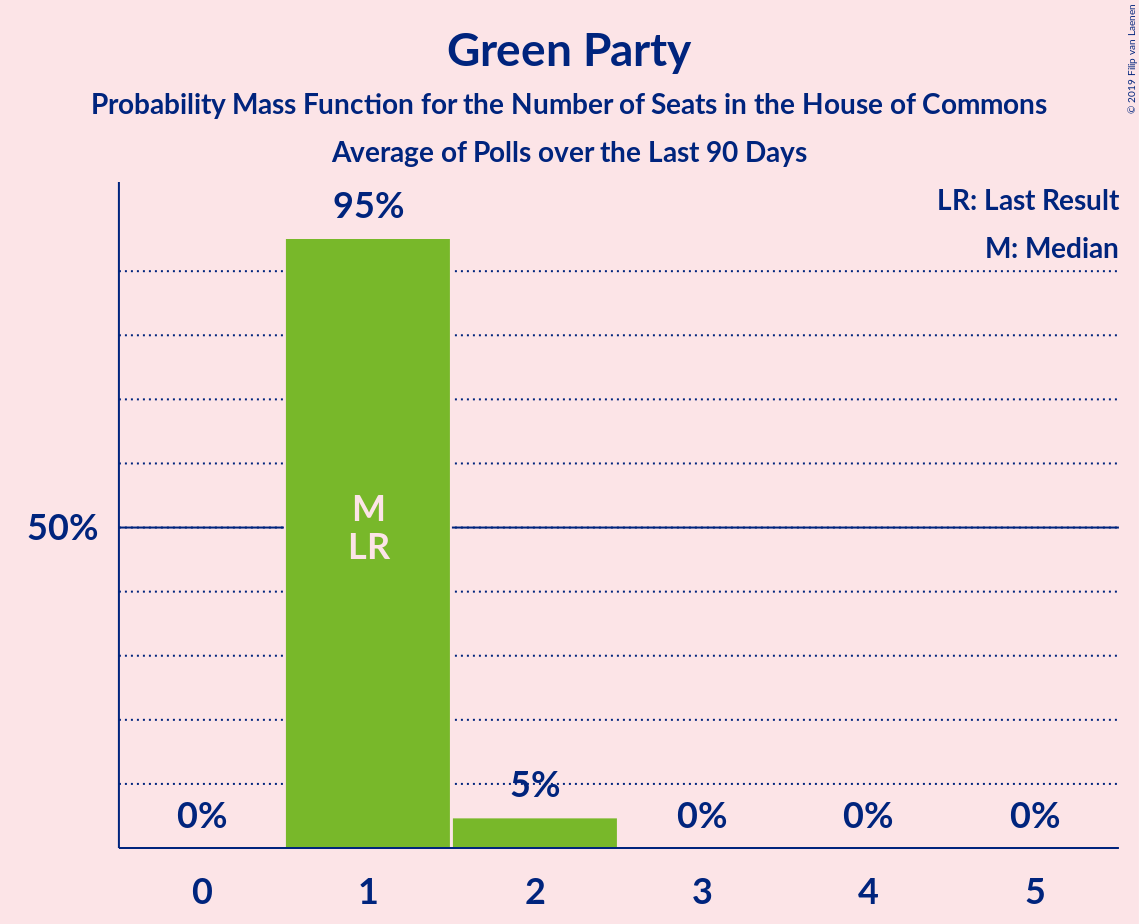 Green Party
Probability Mass Function for the Number of Seats in the House of Commons
Average of Polls over the Last 90 Days
© 2019 Filip van Laenen
LR: Last Result
M: Median
95%
M
LR
50%
5%
0%
0%
0%
0%
0
1
2
3
4
5